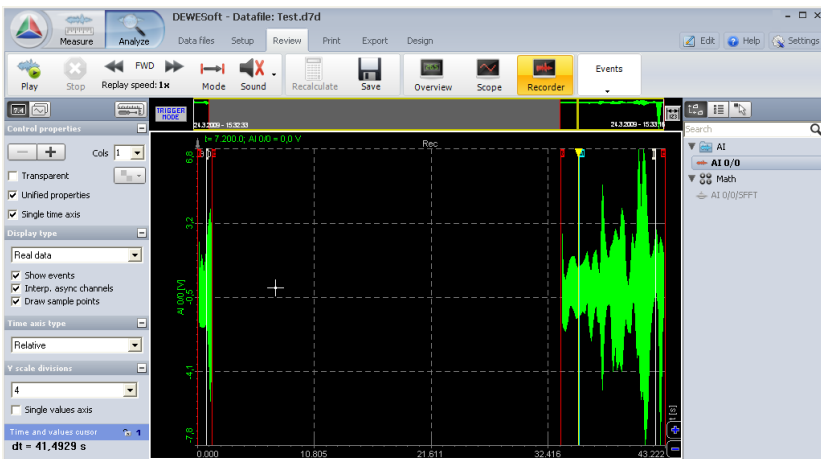 DEWESoft - Datafile: Test.d7d
Measure
Analyze
Data files Setup Review Print Export Design
Edit Help Settings
Play
Stop
FWD
Replay speed: 1x
Mode
Sound
Recalculate
Save
Overview
Scope
Recorder
Events
Control properties
Cols 1
Transparent
Unified properties
Single time axis
Display type
Real data
Show events
Interp. async channels
Draw sample points
Time axis type
Relative
Y scale divisions
4
Single values axis
Time and values cursor 1
dt = 41,4929 s
TRIGGER
MODE
24.3.2009 - 15:32:33
24.3.2009 - 15:33:16
t= 7.200.0; AI 0/0 = 0,0 V
Rec
6,8
3,2
-0,5
-4,1
-7,8
AI 0/0 [V]
t [s]
0.000 10.805 21.611 32.416 43.222
Search
AI
AI 0/0
Math
AI 0/0/SFFT